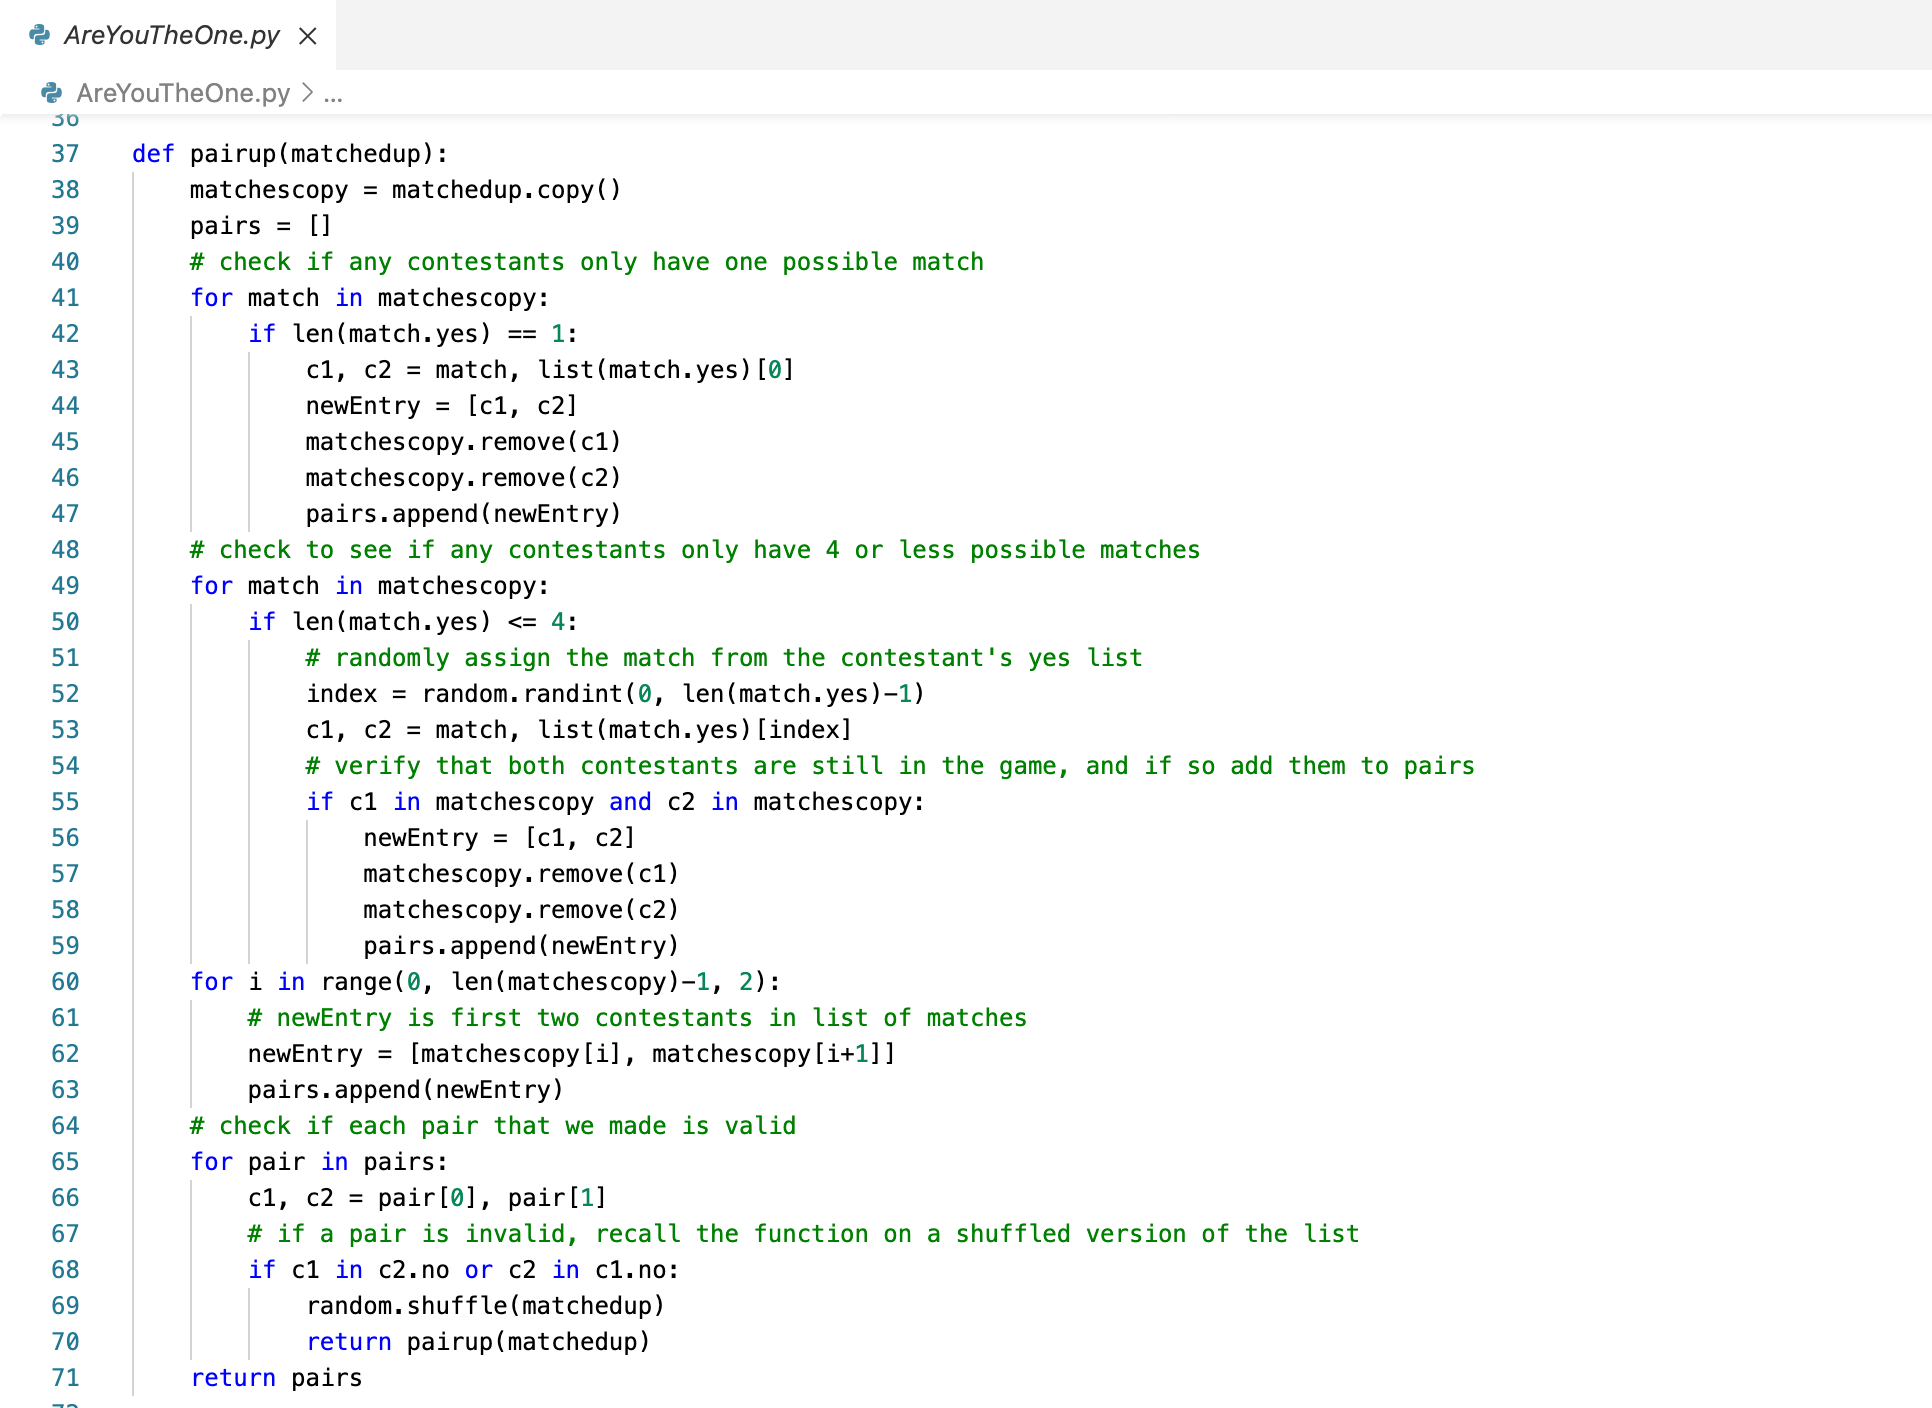 AreYouTheOne.py
AreYouTheOne.py > ...
36
37 def pairup(matchedup):
38     matchescopy = matchedup.copy()
39     pairs = []
40     # check if any contestants only have one possible match
41     for match in matchescopy:
42         if len(match.yes) == 1:
43             c1, c2 = match, list(match.yes)[0]
44             newEntry = [c1, c2]
45             matchescopy.remove(c1)
46             matchescopy.remove(c2)
47             pairs.append(newEntry)
48     # check to see if any contestants only have 4 or less possible matches
49     for match in matchescopy:
50         if len(match.yes) <= 4:
51             # randomly assign the match from the contestant's yes list
52             index = random.randint(0, len(match.yes)-1)
53             c1, c2 = match, list(match.yes)[index]
54             # verify that both contestants are still in the game, and if so add them to pairs
55             if c1 in matchescopy and c2 in matchescopy:
56                 newEntry = [c1, c2]
57                 matchescopy.remove(c1)
58                 matchescopy.remove(c2)
59                 pairs.append(newEntry)
60     for i in range(0, len(matchescopy)-1, 2):
61         # newEntry is first two contestants in list of matches
62         newEntry = [matchescopy[i], matchescopy[i+1]]
63         pairs.append(newEntry)
64     # check if each pair that we made is valid
65     for pair in pairs:
66         c1, c2 = pair[0], pair[1]
67         # if a pair is invalid, recall the function on a shuffled version of the list
68         if c1 in c2.no or c2 in c1.no:
69             random.shuffle(matchedup)
70             return pairup(matchedup)
71     return pairs